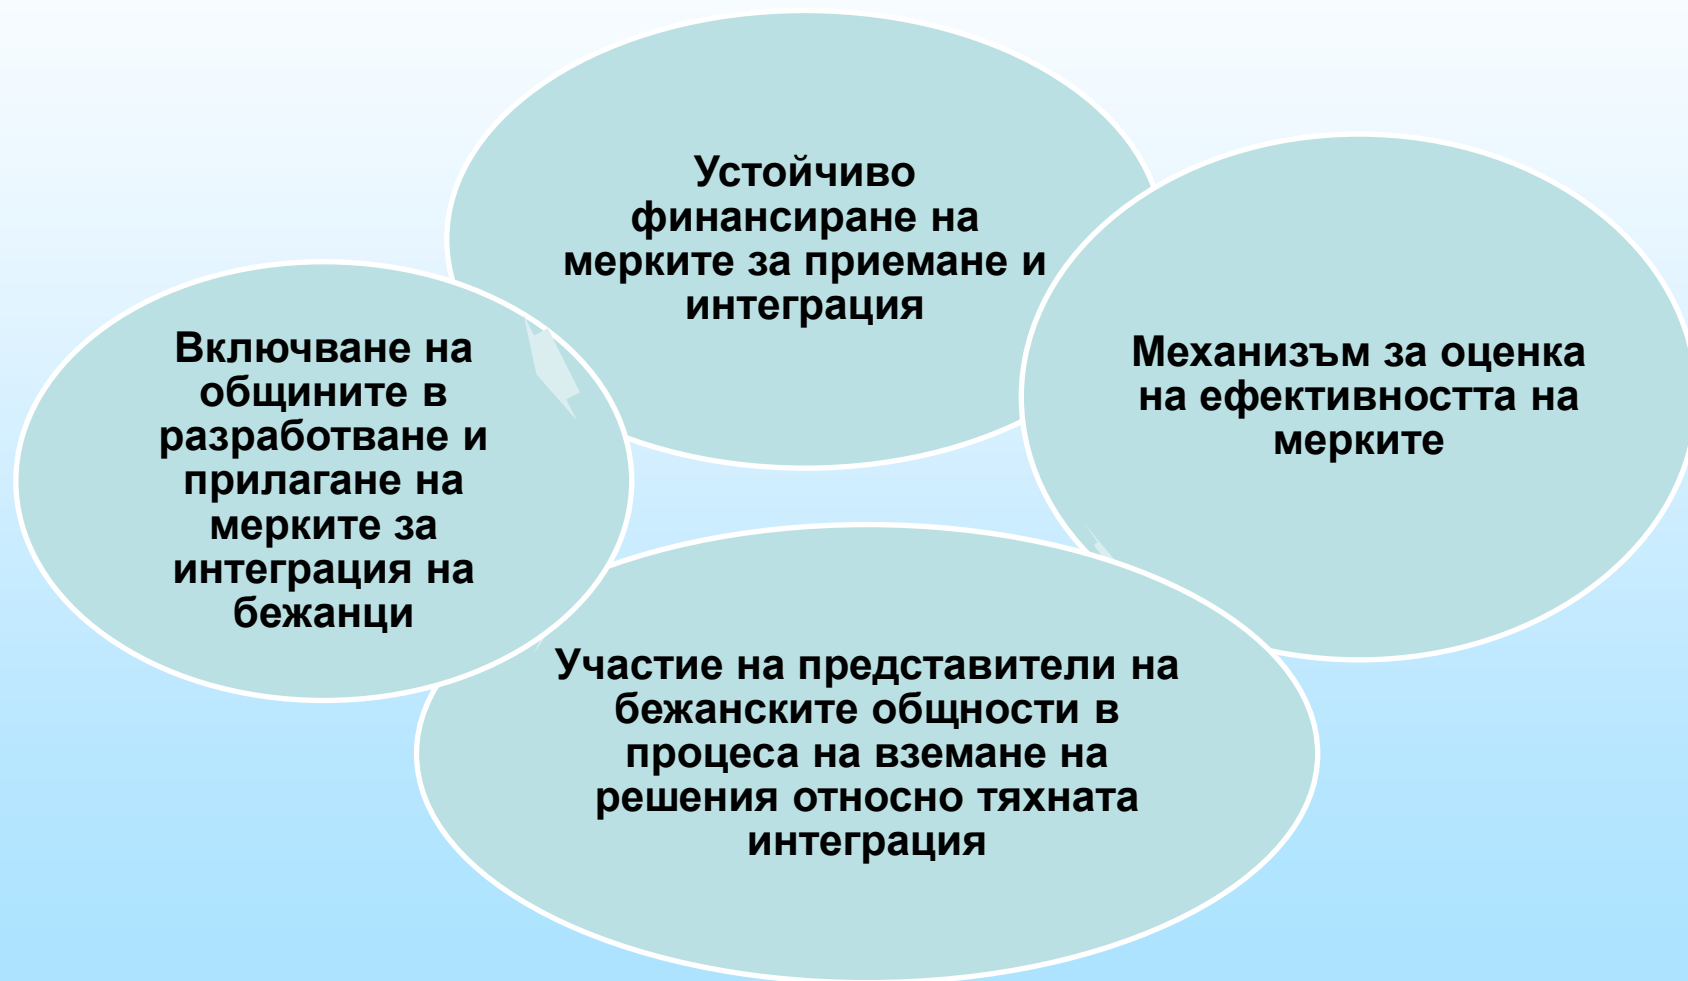 Устойчиво
финансиране на
мерките за приемане и
интеграция
Включване на
общините в
разработване и
прилагане на
мерките за
интеграция на
бежанци
Механизъм за оценка
на ефективността на
мерките
Участие на представители на
бежанските общности в
процеса на вземане на
решения относно тяхната
интеграция